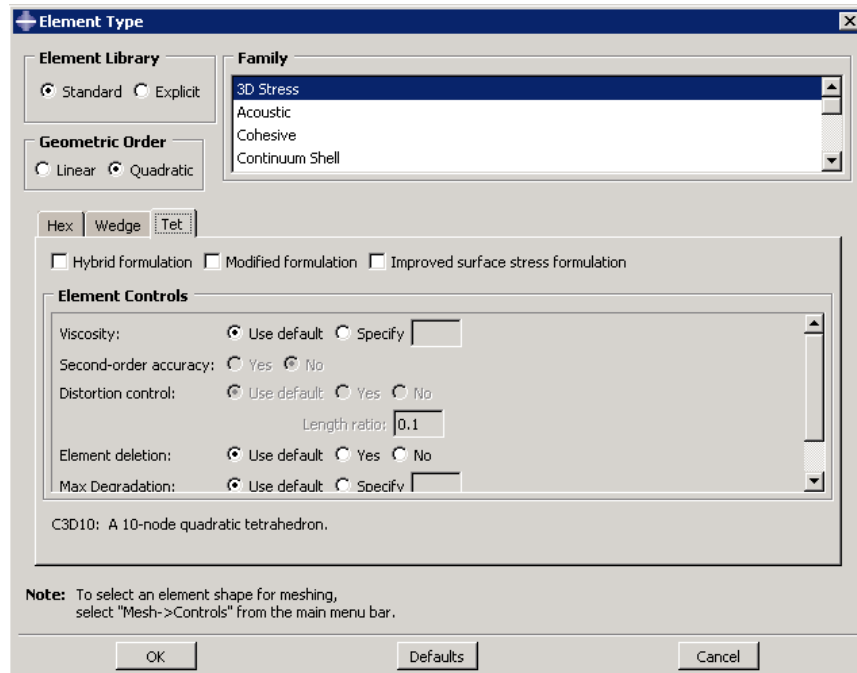 Element Type
Element Library
Standard Explicit
Family
3D Stress
Acoustic
Cohesive
Continuum Shell
Geometric Order
Linear Quadratic
Hex Wedge Tet
Hybrid formulation Modified formulation Improved surface stress formulation
Element Controls
Viscosity: Use default Specify
Second-order accuracy: Yes No
Distortion control: Use default Yes No
Length ratio: 0.1
Element deletion: Use default Yes No
Max Degradation: Use default Specify
C3D10: A 10-node quadratic tetrahedron.
Note: To select an element shape for meshing,
select "Mesh->Controls" from the main menu bar.
OK Defaults Cancel